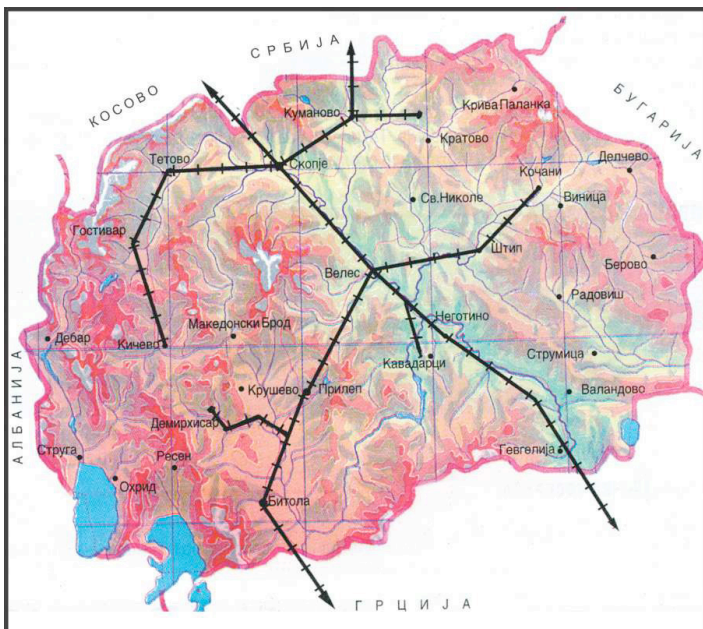 СРБИЈА
КОСОВО
БУГАРИЈА
Крива Паланка
Куманово
Кратово
Тетово
Скопје
Делчево
Кочани
Св.Николе
Виница
Гостивар
Штип
Берово
Велес
Радовиш
Неготино
Македонски Брод
Дебар
Кичево
Струмица
Кавадарци
АЛБАНИЈА
Крушево
Прилеп
Валандово
Демирхисар
Струга
Ресен
Гевгелија
Охрид
Битола
ГРЦИЈА